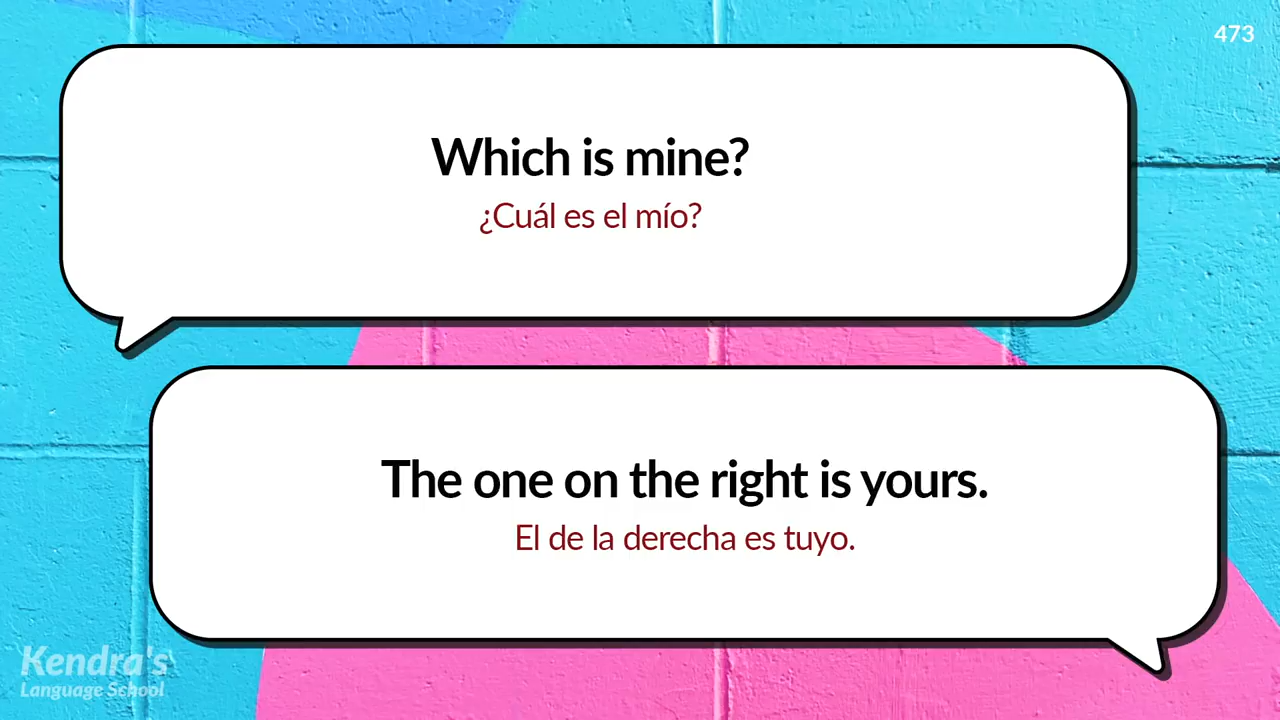 473
Which is mine?
¿Cuál es el mío?
The one on the right is yours.
El de la derecha es tuyo.
Kendra's
Language School